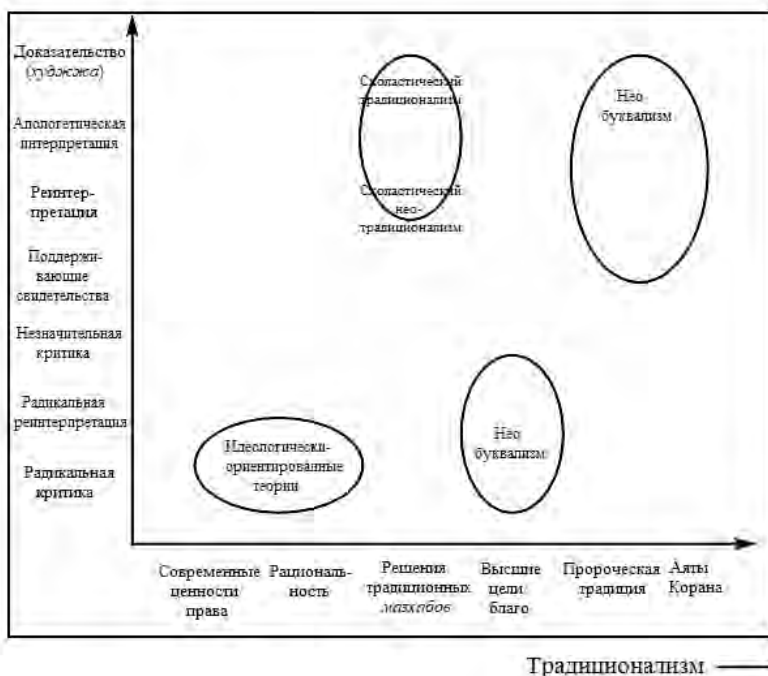 Доказательство
(худжжа)
Апологетическая
интерпретация
Реинтер-
претация
Поддержи-
вающие
свидетельства
Незначительная
критика
Радикальная
реинтерпретация
Радикальная
критика
Схоластический
традиционализм
Схоластический
нео-
традиционализм
Нео
буквализм
Идеологически-
ориентированные
теории
Нео
буквализм
Современные
ценности
права
Рациональ-
ность
Решения
традиционных
мазхабов
Высшие
цели
благо
Пророческая
традиция
Аяты
Корана
Традиционализм